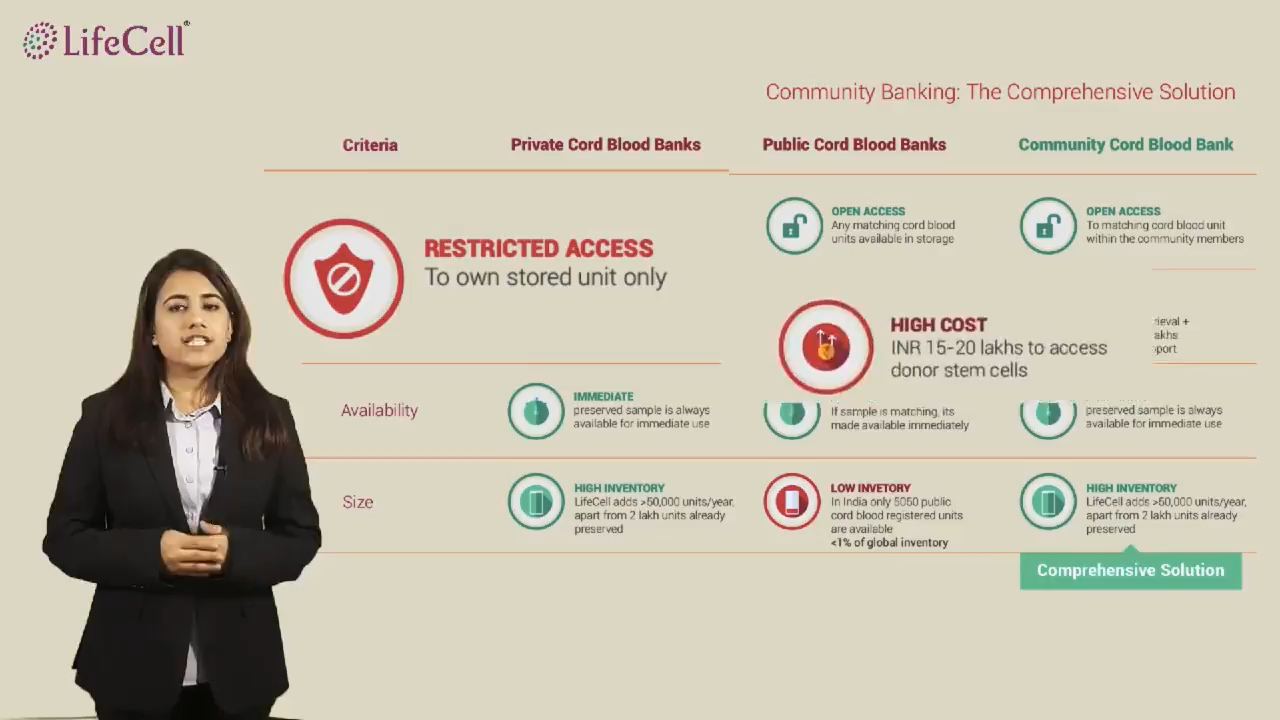 LifeCell®
Community Banking: The Comprehensive Solution
Criteria
Private Cord Blood Banks
Public Cord Blood Banks
Community Cord Blood Bank
RESTRICTED ACCESS
To own stored unit only
OPEN ACCESS
Any matching cord blood
units available in storage
OPEN ACCESS
To matching cord blood unit
within the community members
HIGH COST
INR 15-20 lakhs to access
donor stem cells
Availability
IMMEDIATE
preserved sample is always
available for immediate use
If sample is matching, its
made available immediately
preserved sample is always
available for immediate use
Size
HIGH INVENTORY
LifeCell adds >50,000 units/year,
apart from 2 lakh units already
preserved
LOW INVETORY
In India only 5050 public
cord blood registered units
are available
<1% of global inventory
HIGH INVENTORY
LifeCell adds >50,000 units/year,
apart from 2 lakh units already
preserved
Comprehensive Solution